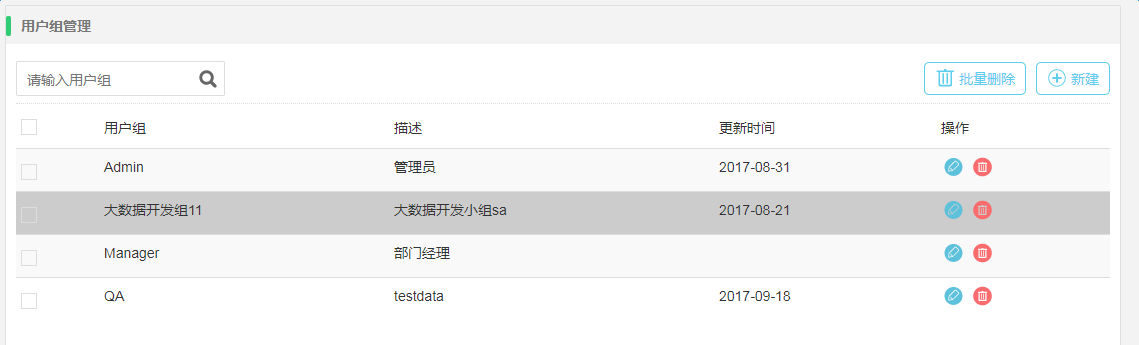 用户组管理
请输入用户组 批量删除 新建
用户组 描述 更新时间 操作
Admin 管理员 2017-08-31
大数据开发组11 大数据开发小组sa 2017-08-21
Manager 部门经理
QA testdata 2017-09-18